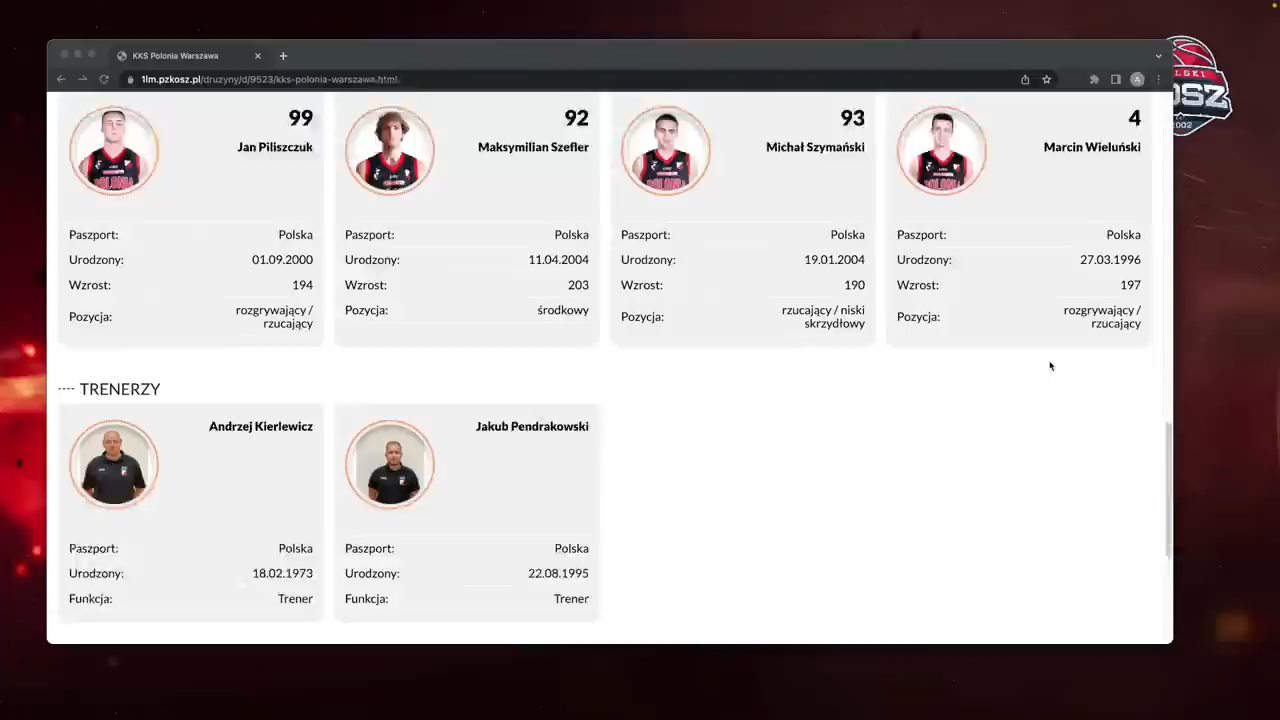 KKS Polonia Warszawa
1lm.pzkosz.pl/druzyny/d/9523/kks-polonia-warszawa.html
A
LSKI
OSZ
2002
99
Jan Piliszczuk
Paszport: Polska
Urodzony: 01.09.2000
Wzrost: 194
Pozycja: rozgrywający /
rzucający
92
Maksymilian Szefler
Paszport: Polska
Urodzony: 11.04.2004
Wzrost: 203
Pozycja: środkowy
93
Michał Szymański
Paszport: Polska
Urodzony: 19.01.2004
Wzrost: 190
Pozycja: rzucający / niski
skrzydłowy
4
Marcin Wieluński
Paszport: Polska
Urodzony: 27.03.1996
Wzrost: 197
Pozycja: rozgrywający /
rzucający
TRENERZY
Andrzej Kierlewicz
Paszport: Polska
Urodzony: 18.02.1973
Funkcja: Trener
Jakub Pendrakowski
Paszport: Polska
Urodzony: 22.08.1995
Funkcja: Trener